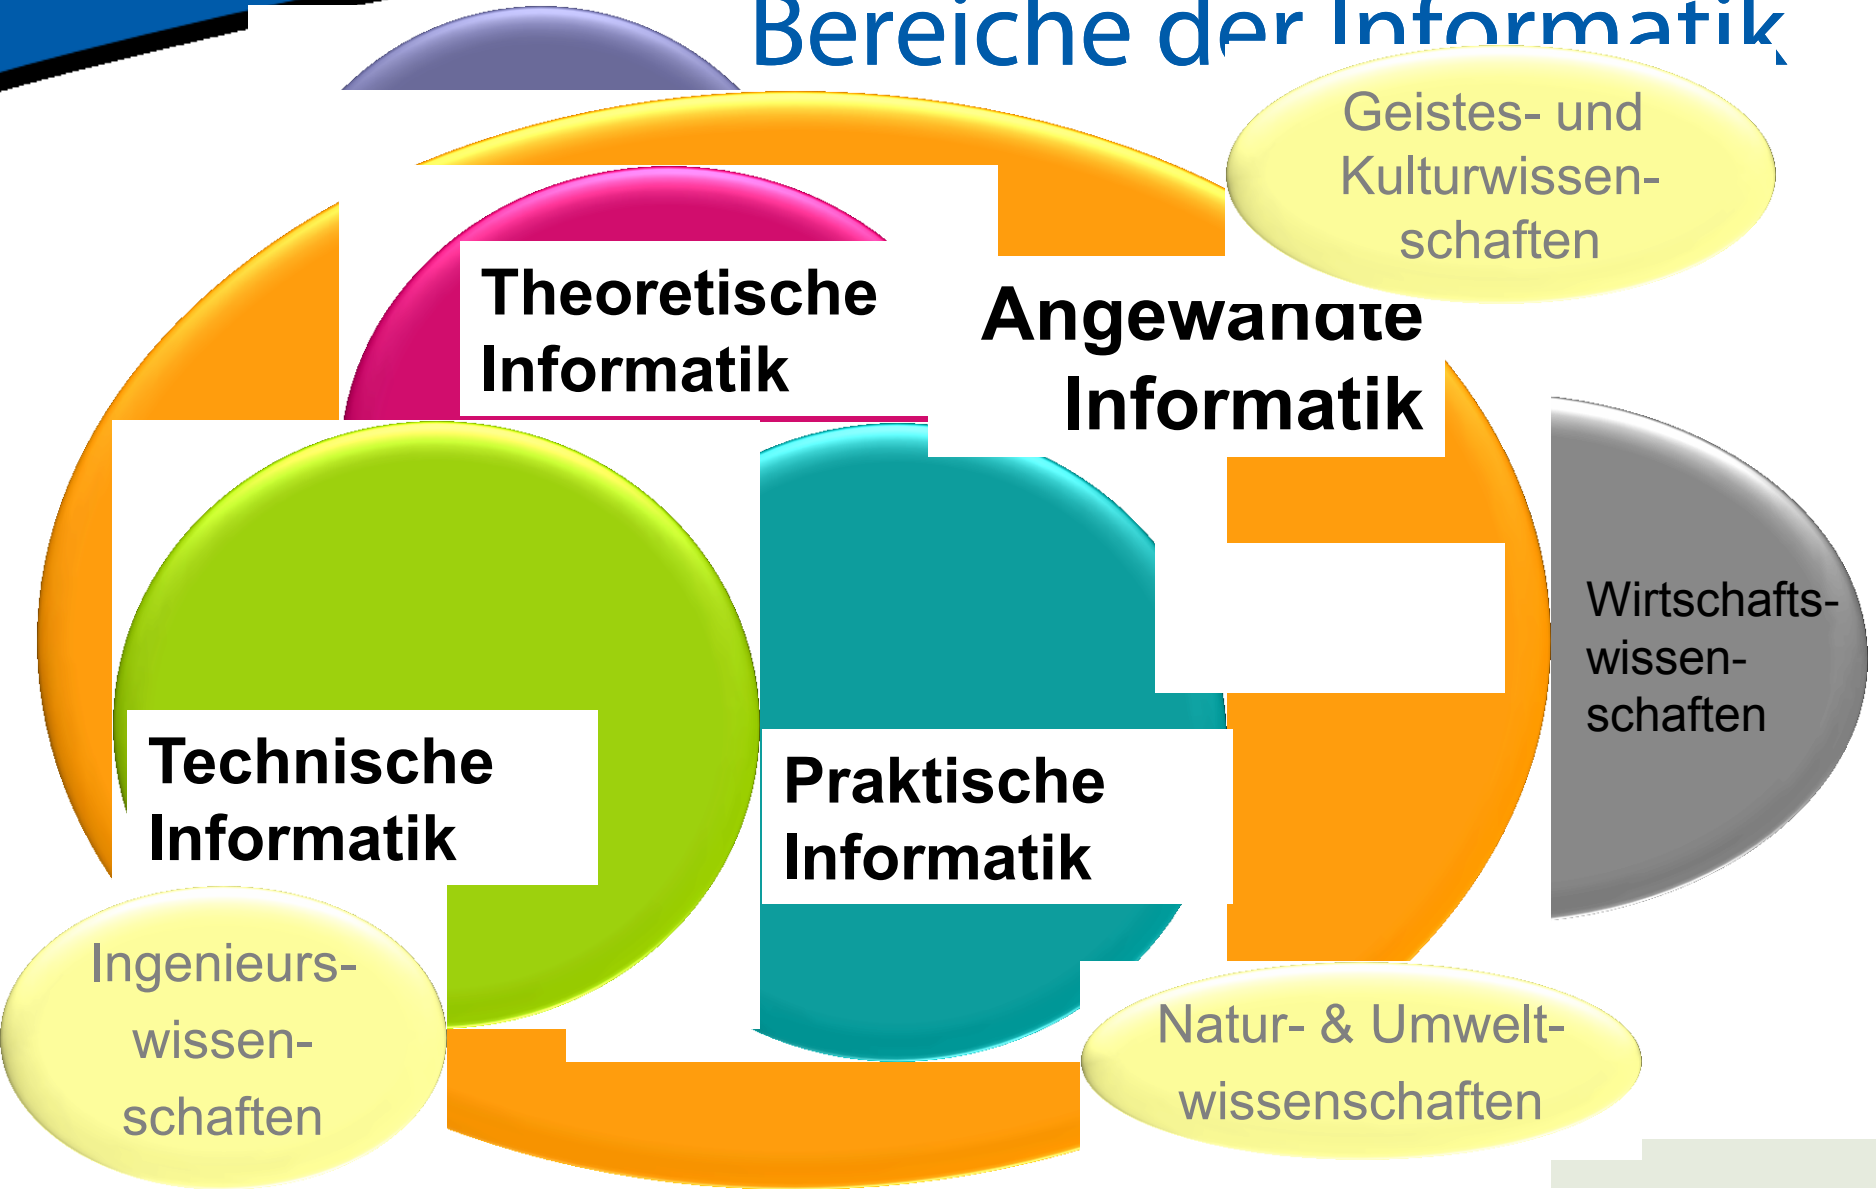 Bereiche der Informatik
Geistes- und
Kulturwissen-
schaften
Theoretische
Informatik
Angewandte
Informatik
Wirtschafts-
wissen-
schaften
Technische
Informatik
Praktische
Informatik
Ingenieurs-
wissen-
schaften
Natur- & Umwelt-
wissenschaften